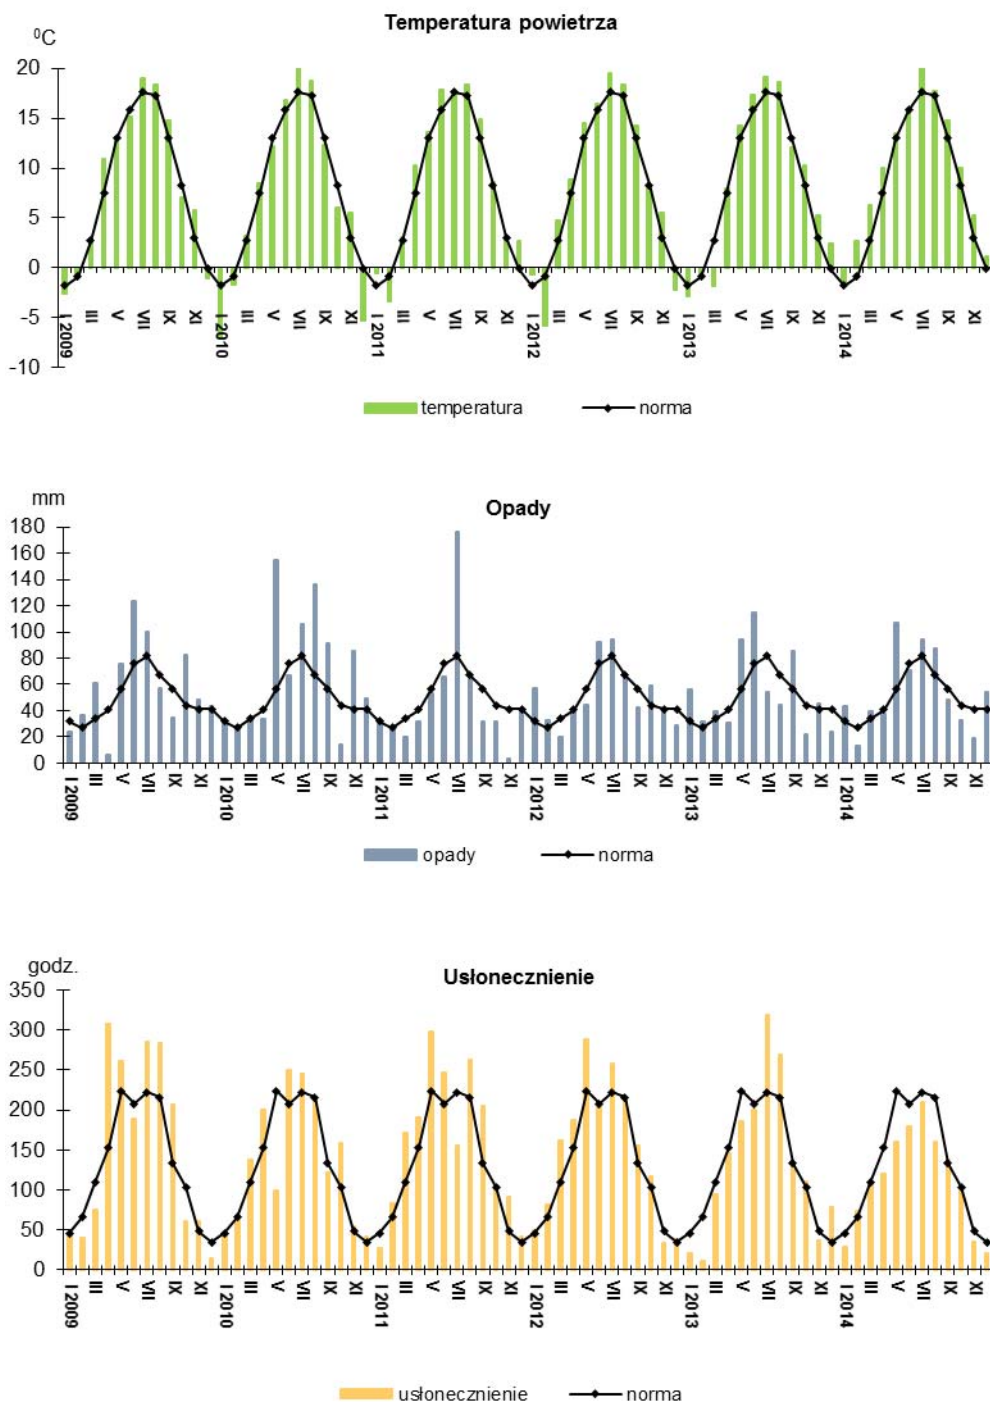 Temperatura powietrza
⁰C
20
15
10
5
0
-5
-10
I 2009 III V VII IX XI I 2010 III V VII IX XI I 2011 III V VII IX XI I 2012 III V VII IX XI I 2013 III V VII IX XI I 2014 III V VII IX XI
temperatura norma
mm
Opady
180
160
140
120
100
80
60
40
20
0
I 2009 III V VII IX XI I 2010 III V VII IX XI I 2011 III V VII IX XI I 2012 III V VII IX XI I 2013 III V VII IX XI I 2014 III V VII IX XI
opady norma
godz.
Usłonecznienie
350
300
250
200
150
100
50
0
I 2009 III V VII IX XI I 2010 III V VII IX XI I 2011 III V VII IX XI I 2012 III V VII IX XI I 2013 III V VII IX XI I 2014 III V VII IX XI
usłonecznienie norma